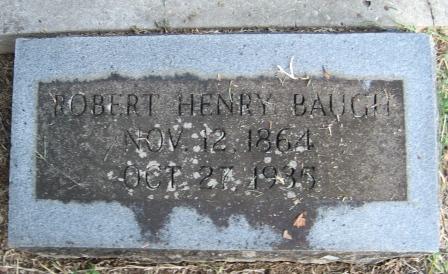 ROBERT HENRY BAUGH
NOV. 12, 1864
OCT. 27, 1935